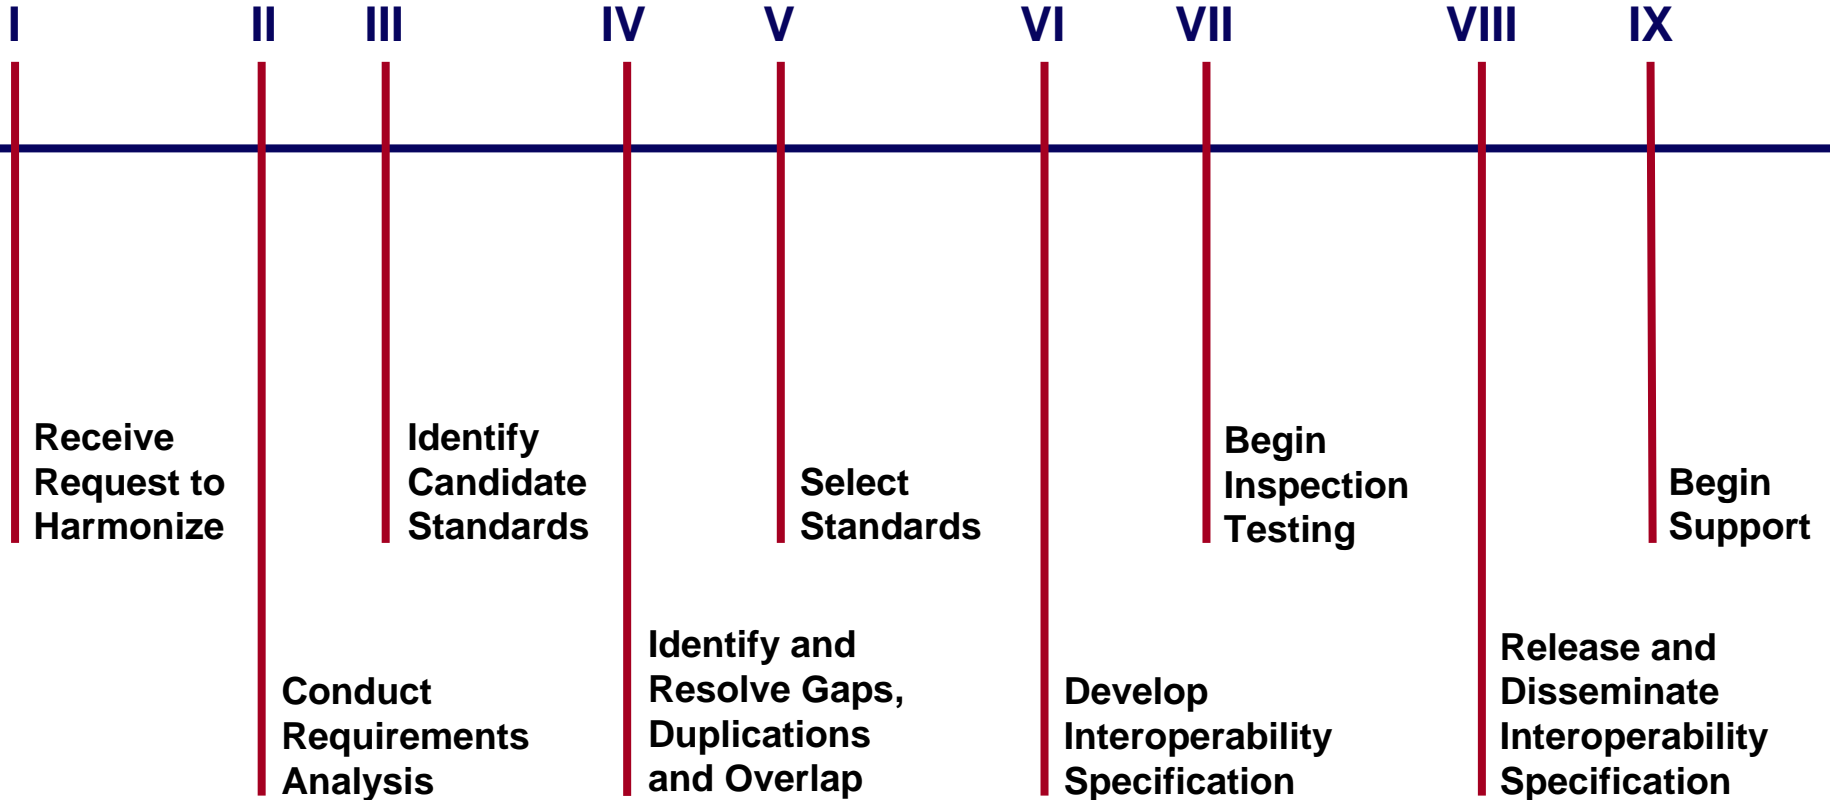 I II III IV V VI VII VIII IX
Receive
Request to
Harmonize
Conduct
Requirements
Analysis
Identify
Candidate
Standards
Identify and
Resolve Gaps,
Duplications
and Overlap
Select
Standards
Develop
Interoperability
Specification
Begin
Inspection
Testing
Release and
Disseminate
Interoperability
Specification
Begin
Support